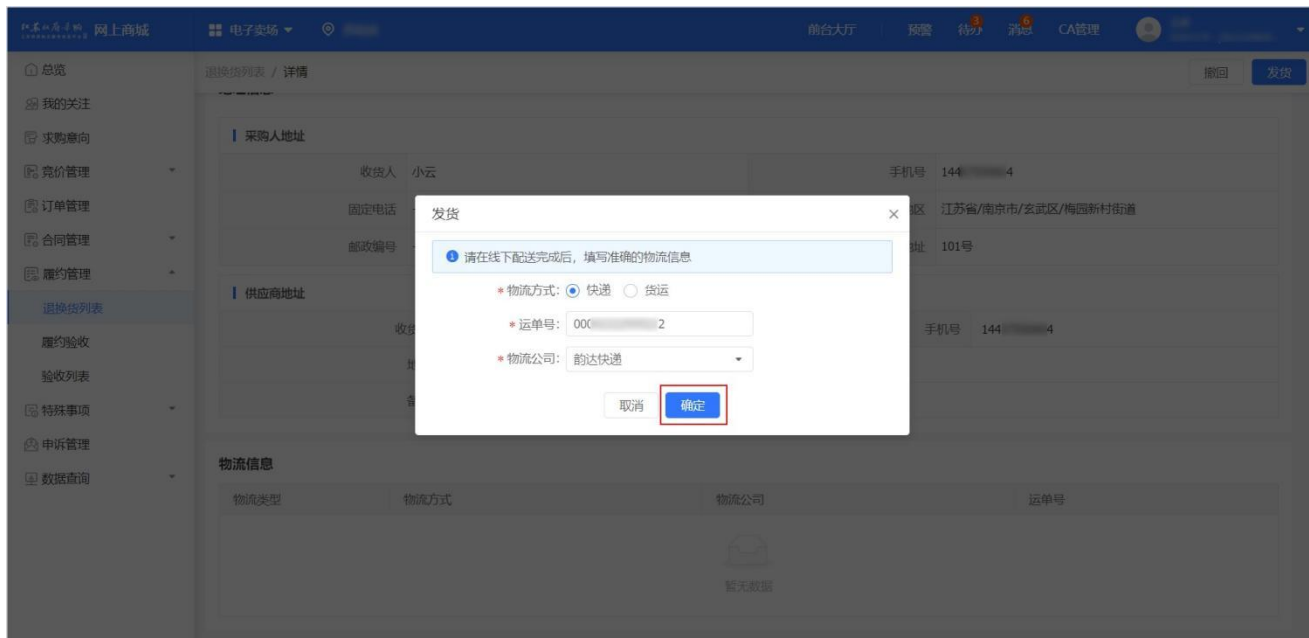 网上商城 电子卖场 前台大厅 预警 待办 3 消息 6 CA管理
总览
退换货列表 / 详情 撤回 发货
我的关注
求购意向
采购人地址
竞价管理
收货人 小云 手机号 144 4
订单管理
固定电话 - 江苏省/南京市/玄武区/梅园新村街道
合同管理
邮政编号 - 101号
履约管理
供应商地址
退换货列表
手机号 144 4
履约验收
验收列表
特殊事项
申诉管理
数据查询
发货
请在线下配送完成后，填写准确的物流信息
*物流方式: 快递 货运
*运单号: 000 2
*物流公司: 韵达快递
取消 确定
物流信息
物流类型 物流方式 物流公司 运单号
暂无数据